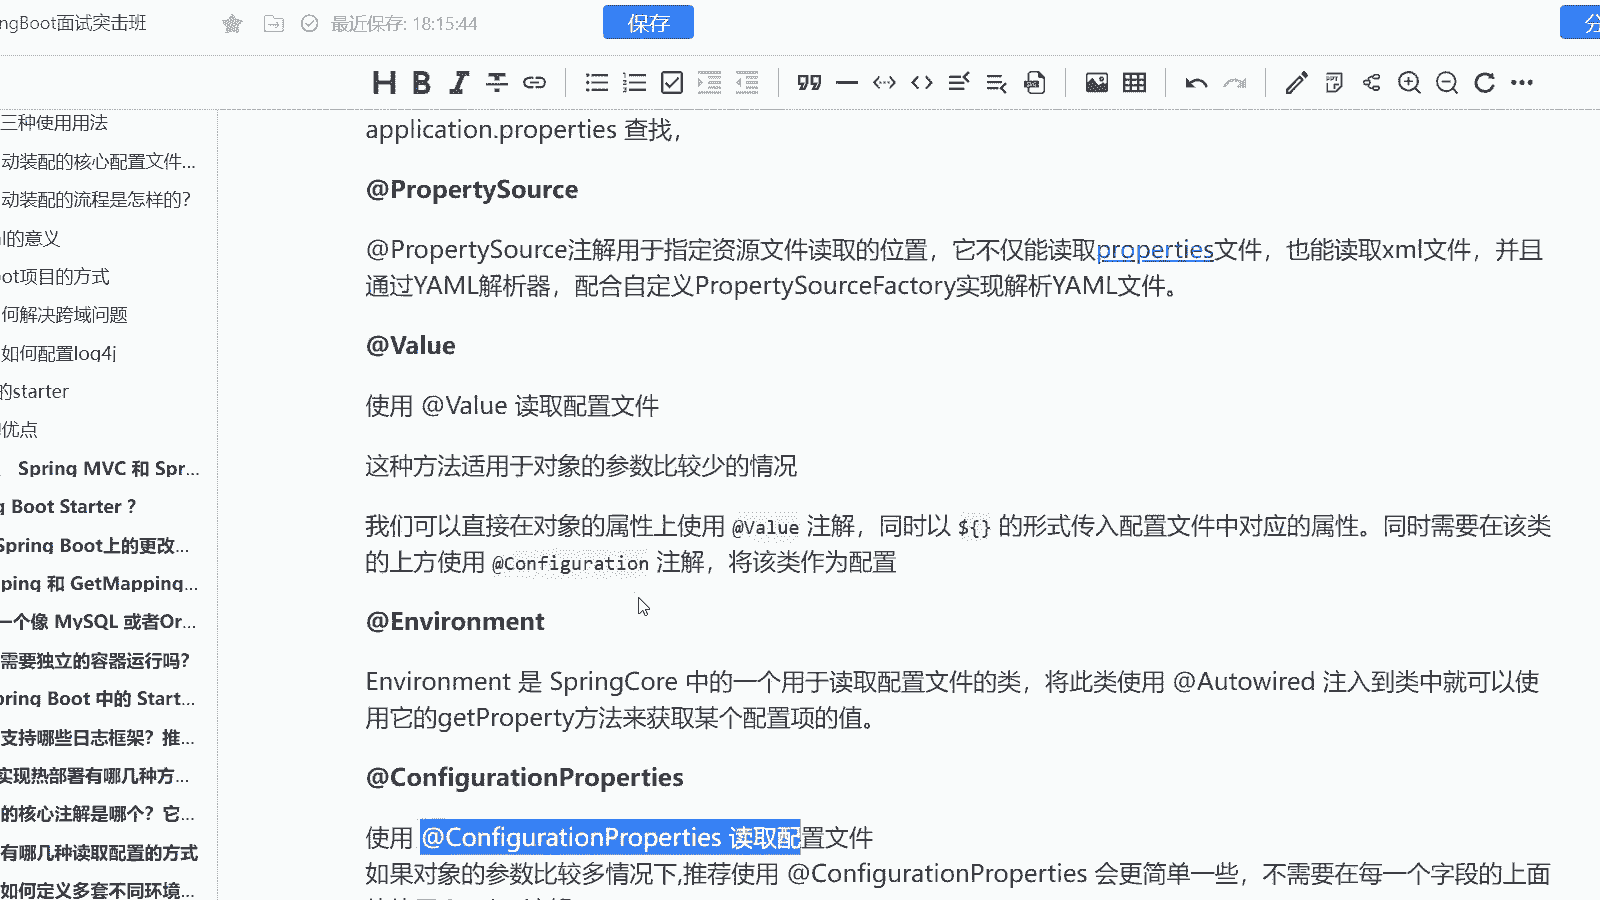 ngBoot面试突击班
最近保存: 18:15:44
保存
分
三种使用用法
动装配的核心配置文件...
动装配的流程是怎样的?
的意义
ot项目的方式
何解决跨域问题
如何配置log4j
的starter
优点
Spring MVC 和 Spr...
g Boot Starter ?
Spring Boot上的更改...
ping 和 GetMapping...
一个像 MySQL 或者Or...
需要独立的容器运行吗?
pring Boot 中的 Start...
支持哪些日志框架？推...
实现热部署有哪几种方...
的核心注解是哪个？它...
有哪几种读取配置的方式
如何定义多套不同环境...
application.properties 查找，
@PropertySource
@PropertySource注解用于指定资源文件读取的位置，它不仅能读取properties文件，也能读取xml文件，并且
通过YAML解析器，配合自定义PropertySourceFactory实现解析YAML文件。
@Value
使用 @Value 读取配置文件
这种方法适用于对象的参数比较少的情况
我们可以直接在对象的属性上使用 @Value 注解，同时以 ${} 的形式传入配置文件中对应的属性。同时需要在该类
的上方使用 @Configuration 注解，将该类作为配置
@Environment
Environment 是 SpringCore 中的一个用于读取配置文件的类，将此类使用 @Autowired 注入到类中就可以使
用它的getProperty方法来获取某个配置项的值。
@ConfigurationProperties
使用 @ConfigurationProperties 读取配置文件
如果对象的参数比较多情况下,推荐使用 @ConfigurationProperties 会更简单一些，不需要在每一个字段的上面